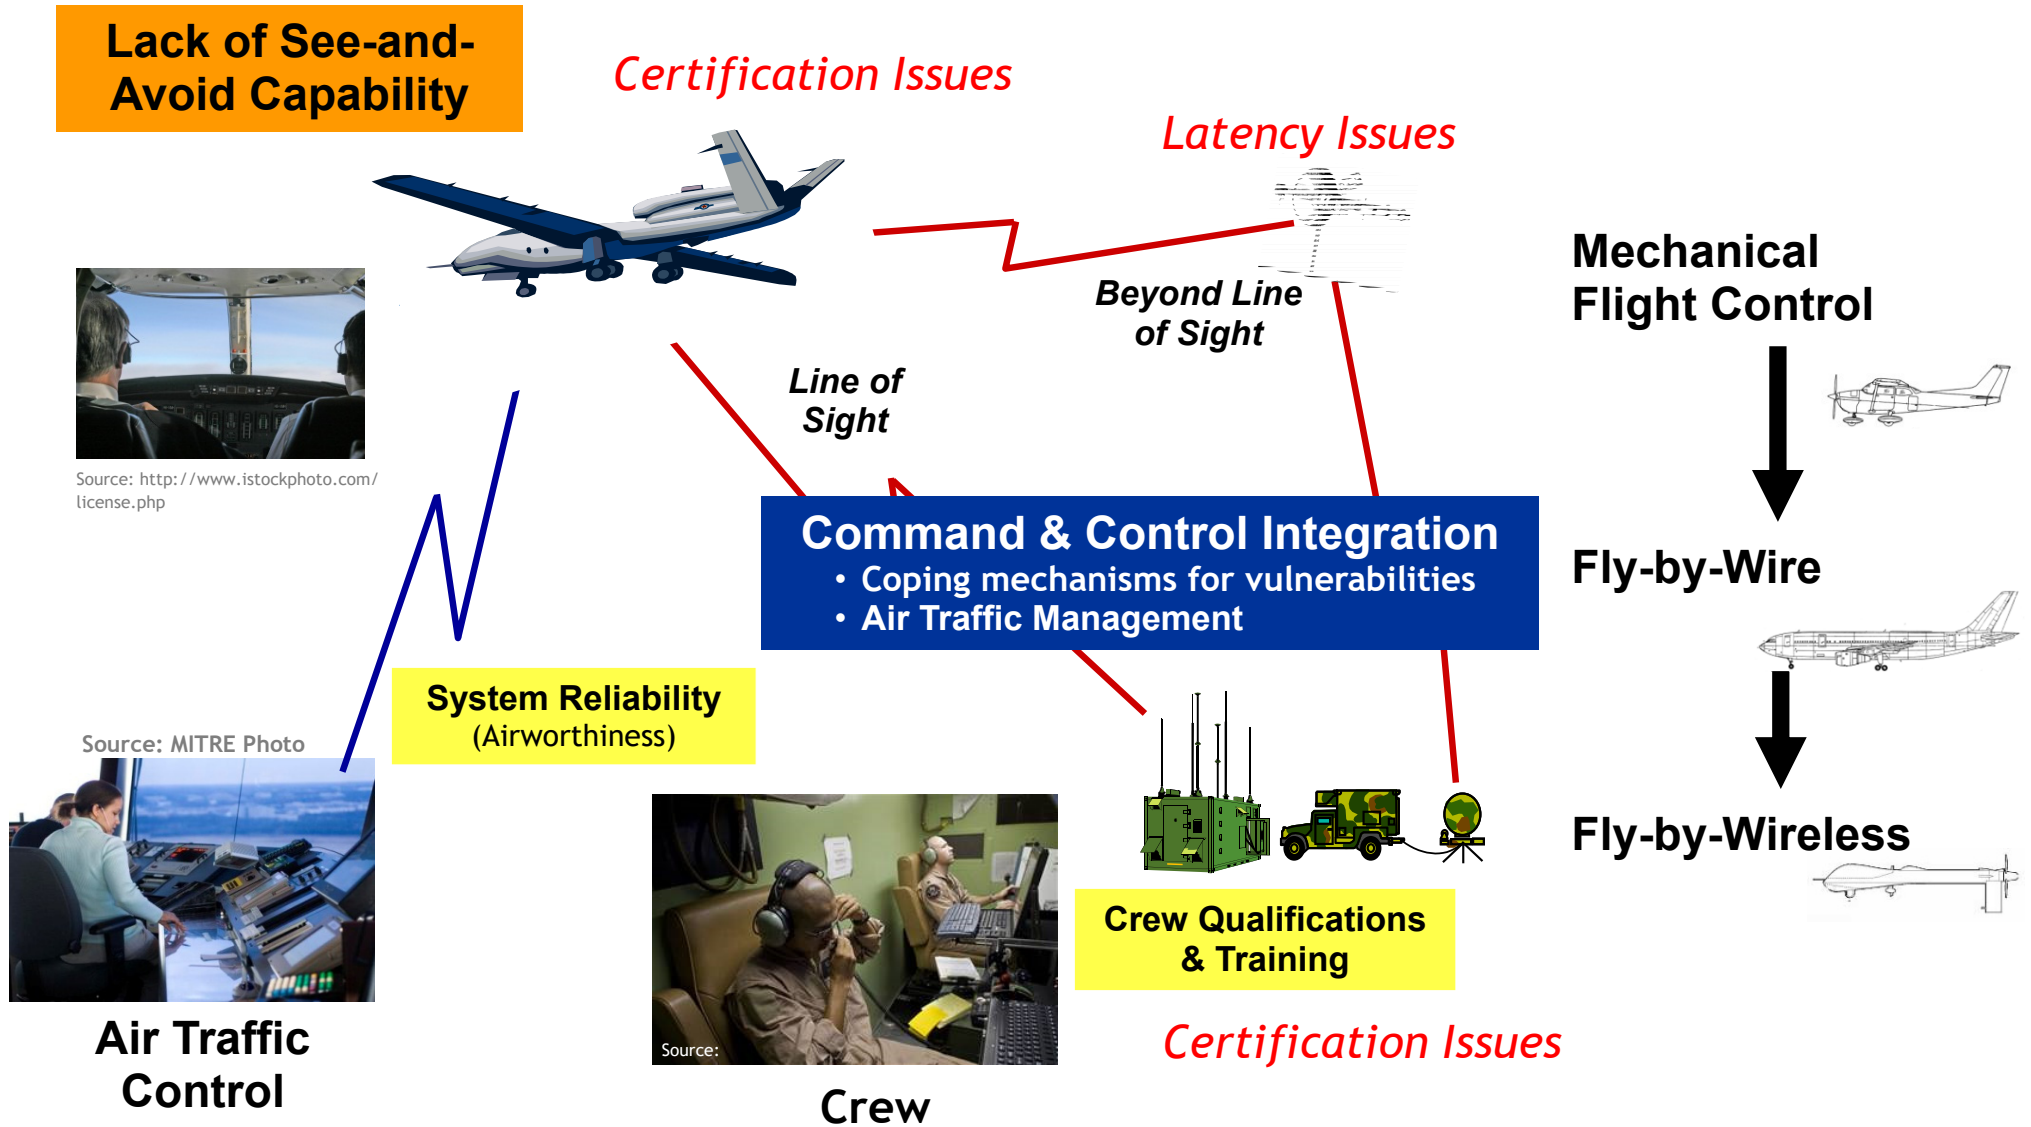 Lack of See-and-
Avoid Capability
Certification Issues
Latency Issues
Mechanical
Flight Control
Beyond Line
of Sight
Line of
Sight
Source: http://www.istockphoto.com/
license.php
Command & Control Integration
• Coping mechanisms for vulnerabilities
• Air Traffic Management
Fly-by-Wire
System Reliability
(Airworthiness)
Source: MITRE Photo
Fly-by-Wireless
Crew Qualifications
& Training
Source:
Certification Issues
Air Traffic
Control
Crew